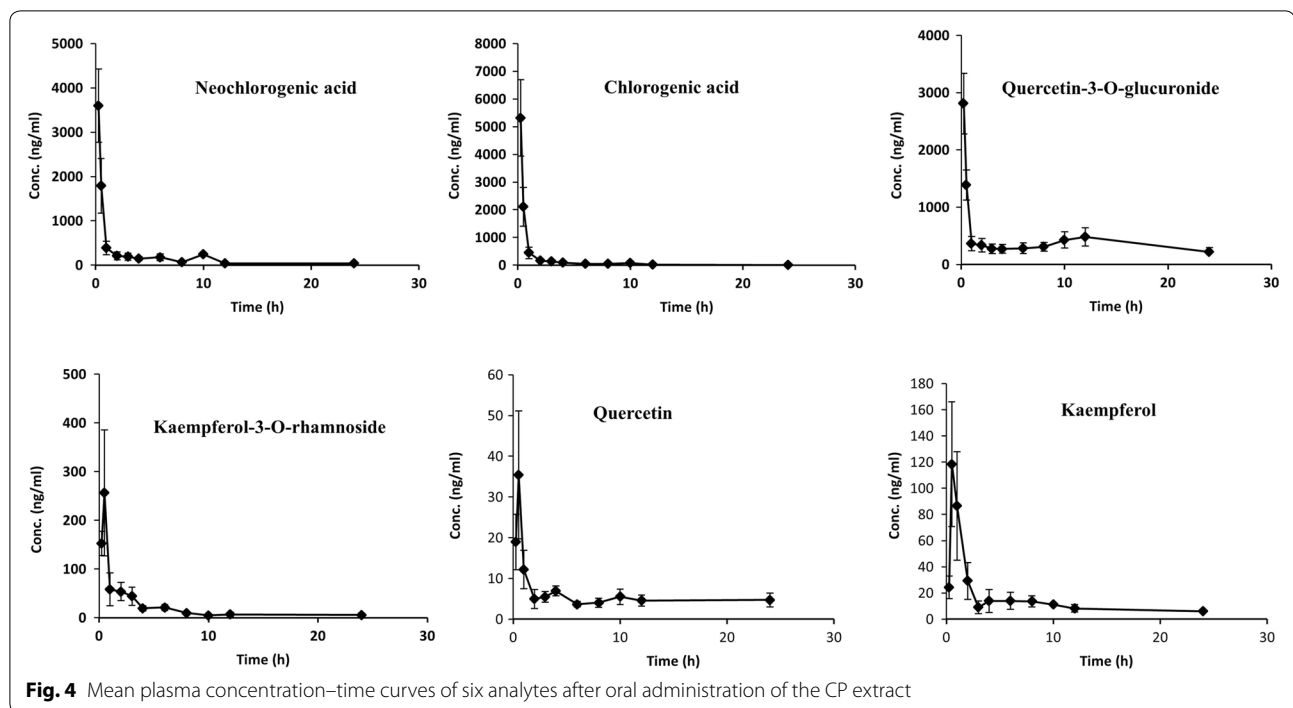 Neochlorogenic acid
Conc. (ng/ml)
5000
4000
3000
2000
1000
0
0 10 20 30
Time (h)
Chlorogenic acid
Conc. (ng/ml)
8000
7000
6000
5000
4000
3000
2000
1000
0
0 10 20 30
Time (h)
Quercetin-3-O-glucuronide
Conc. (ng/ml)
4000
3000
2000
1000
0
0 10 20 30
Time (h)
Kaempferol-3-O-rhamnoside
Conc. (ng/ml)
500
400
300
200
100
0
0 10 20 30
Time (h)
Quercetin
Conc. (ng/ml)
60
50
40
30
20
10
0
0 10 20 30
Time (h)
Kaempferol
Conc. (ng/ml)
180
160
140
120
100
80
60
40
20
0
0 10 20 30
Time (h)
Fig. 4 Mean plasma concentration–time curves of six analytes after oral administration of the CP extract